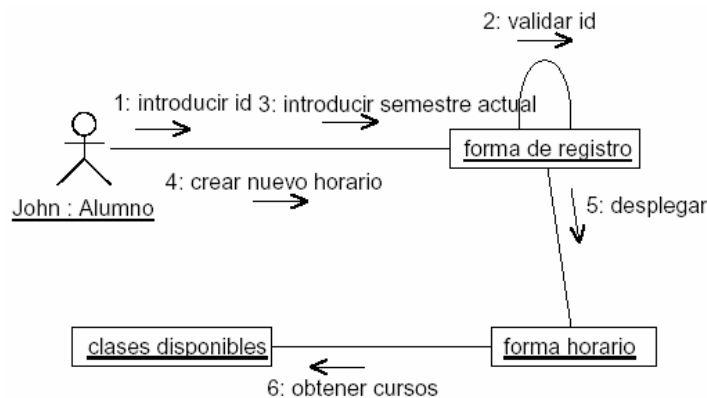 2: validar id
1: introducir id
3: introducir semestre actual
forma de registro
4: crear nuevo horario
John : Alumno
5: desplegar
clases disponibles
forma horario
6: obtener cursos